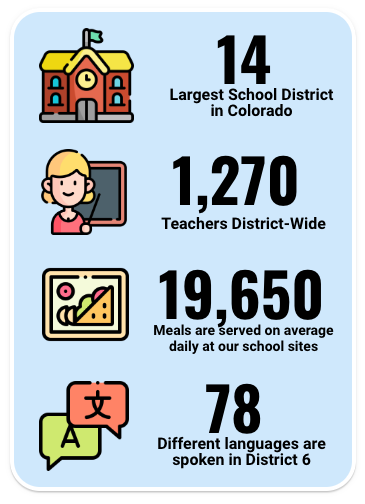 14
Largest School District
in Colorado
1,270
Teachers District-Wide
19,650
Meals are served on average
daily at our school sites
文
A
78
Different languages are
spoken in District 6